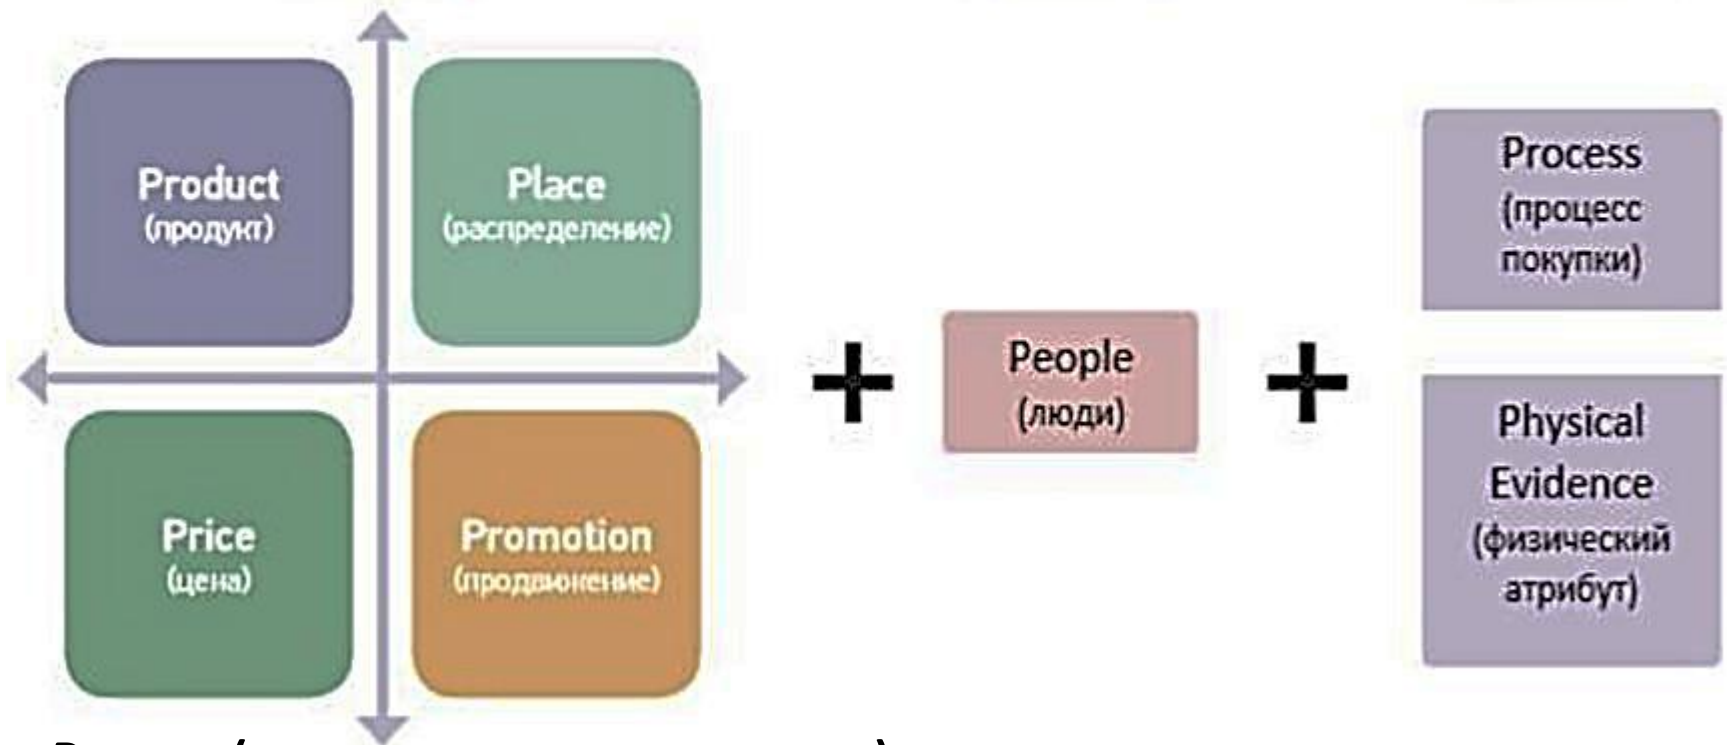 Product
(продукт)
Place
(распределение)
Price
(цена)
Promotion
(продвижение)
+
People
(люди)
+
Process
(процесс
покупки)
Physical
Evidence
(физический
атрибут)